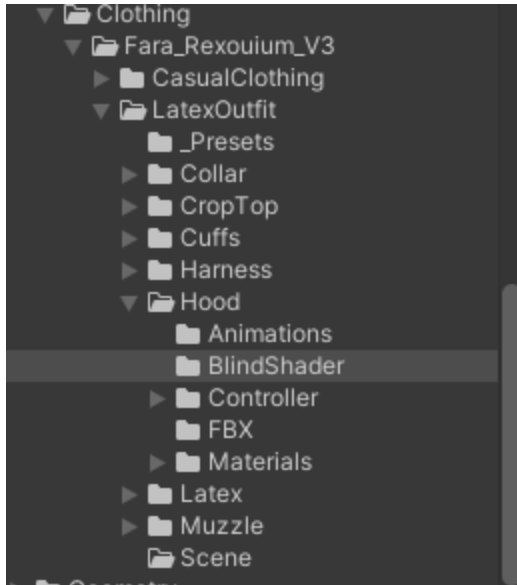 Clothing
Fara_Rexouium_V3
CasualClothing
LatexOutfit
_Presets
Collar
CropTop
Cuffs
Harness
Hood
Animations
BlindShader
Controller
FBX
Materials
Latex
Muzzle
Scene